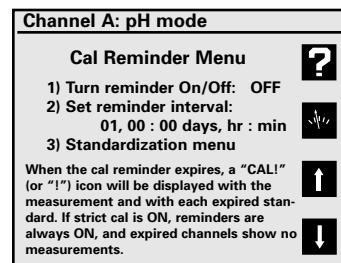 Channel A: pH mode
Cal Reminder Menu
1) Turn reminder On/Off: OFF
2) Set reminder interval:
01, 00 : 00 days, hr : min
3) Standardization menu
When the cal reminder expires, a “CAL!”
(or “!”) icon will be displayed with the
measurement and with each expired stan-
dard. If strict cal is ON, reminders are
always ON, and expired channels show no
measurements.
?